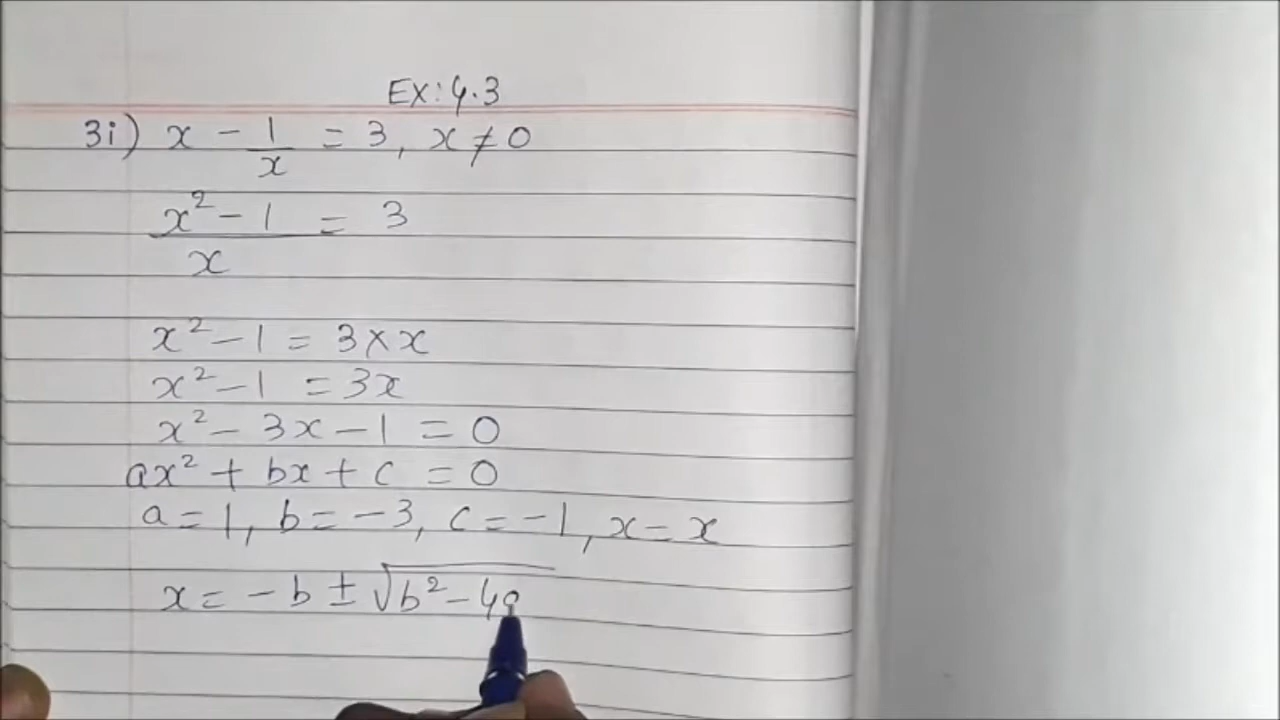 Ex: 4.3
3i) x - 1/x = 3, x ≠ 0
x² - 1 / x = 3
x² - 1 = 3 × x
x² - 1 = 3x
x² - 3x - 1 = 0
ax² + bx + c = 0
a = 1, b = -3, c = -1, x = x
x = -b ± √b² - 4a